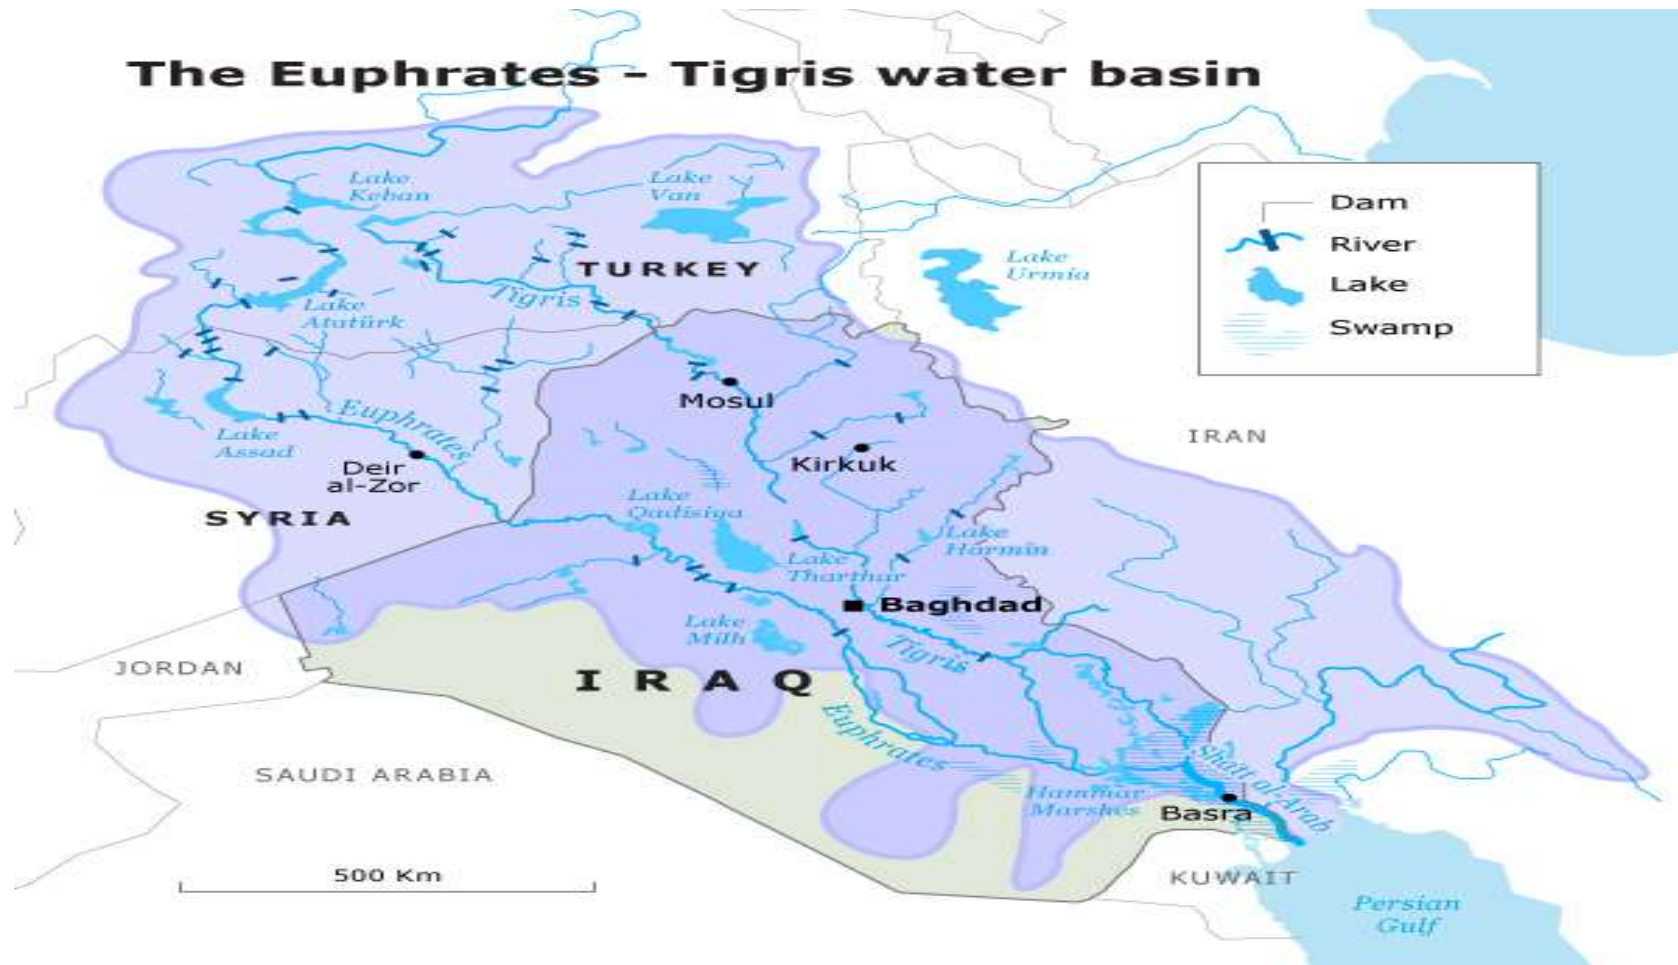 The Euphrates - Tigris water basin
Lake
Keban
Lake
Van
Dam
River
Lake
Swamp
Lake
Urmia
TURKEY
Tigris
Lake
Atatürk
Mosul
Euphrates
Lake
Assad
IRAN
Kirkuk
Deir
al-Zor
SYRIA
Lake
Qadisiya
Lake
Harmin
Lake
Tharthar
Baghdad
Lake
Milh
Tigris
JORDAN
IRAQ
Euphrates
SAUDI ARABIA
Shatt al-Arab
Hammar
Marshes
Basra
500 Km
KUWAIT
Persian
Gulf